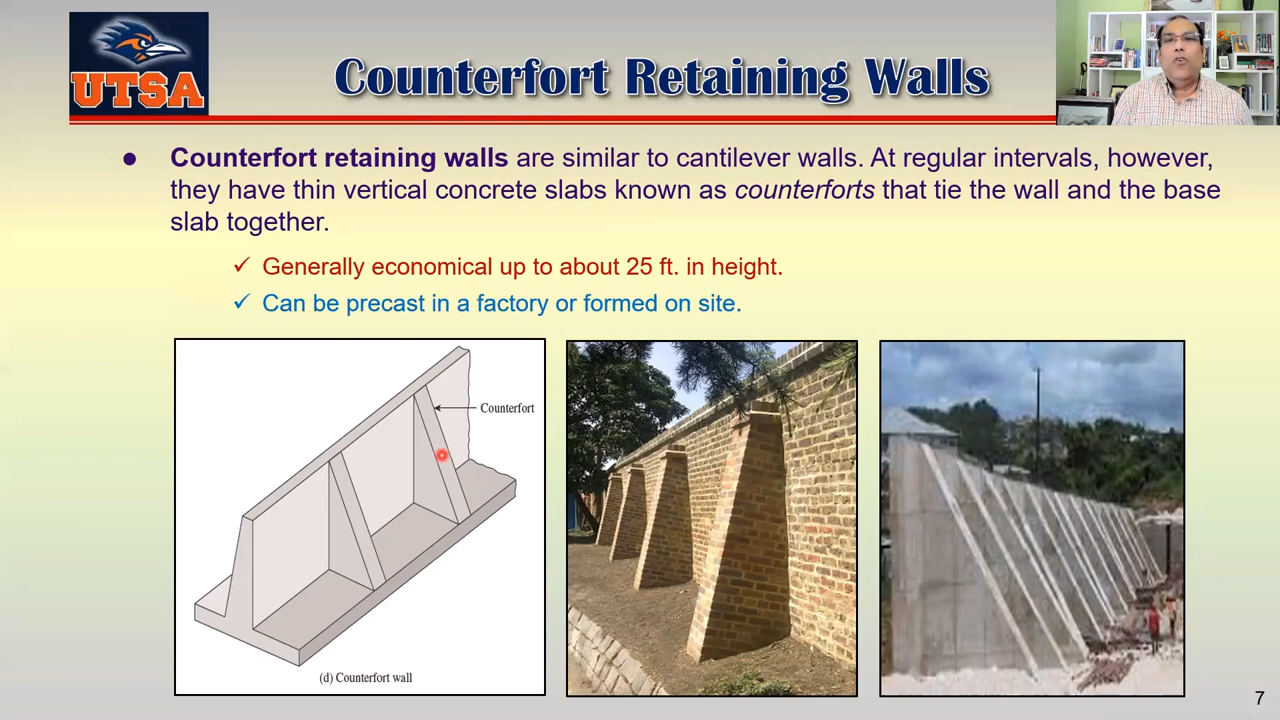 UTSA
Counterfort Retaining Walls
● Counterfort retaining walls are similar to cantilever walls. At regular intervals, however,
they have thin vertical concrete slabs known as counterforts that tie the wall and the base
slab together.
✓ Generally economical up to about 25 ft. in height.
✓ Can be precast in a factory or formed on site.
Counterfort
(d) Counterfort wall
7